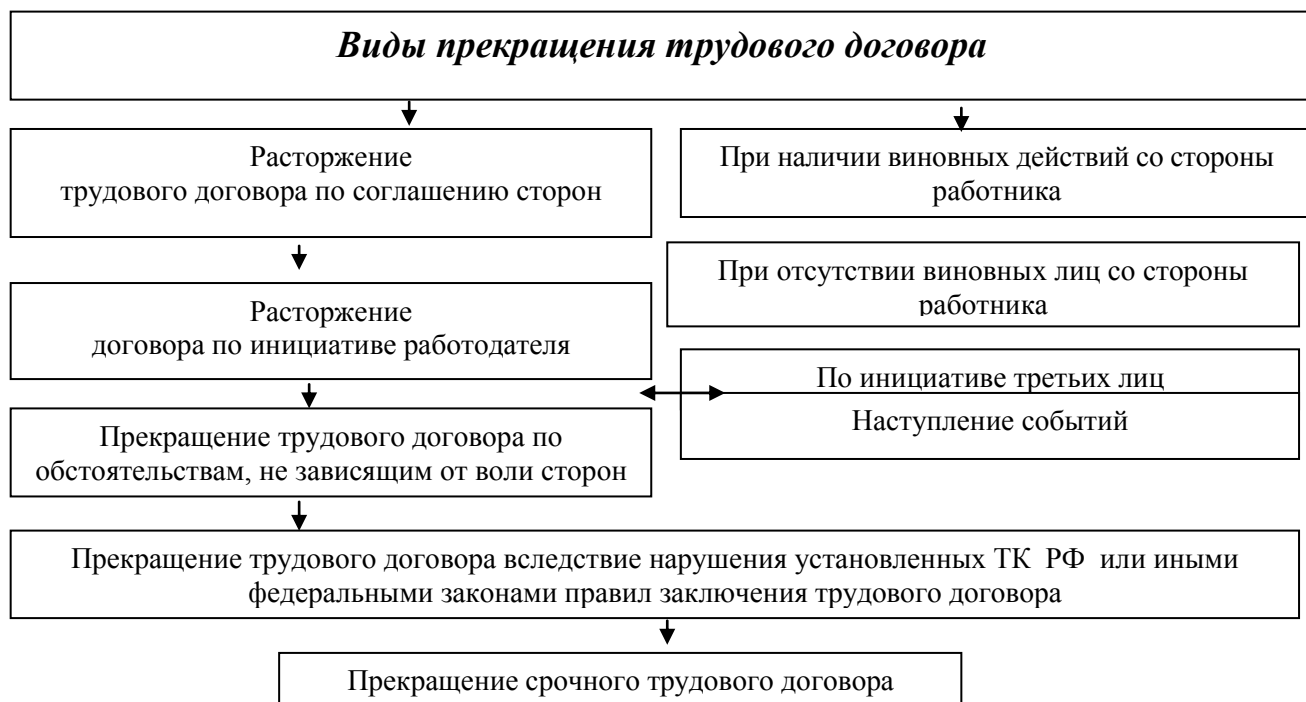 Виды прекращения трудового договора
Расторжение
трудового договора по соглашению сторон
При наличии виновных действий со стороны
работника
При отсутствии виновных лиц со стороны
работника
Расторжение
договора по инициативе работодателя
По инициативе третьих лиц
Наступление событий
Прекращение трудового договора по
обстоятельствам, не зависящим от воли сторон
Прекращение трудового договора вследствие нарушения установленных ТК РФ или иными
федеральными законами правил заключения трудового договора
Прекращение срочного трудового договора